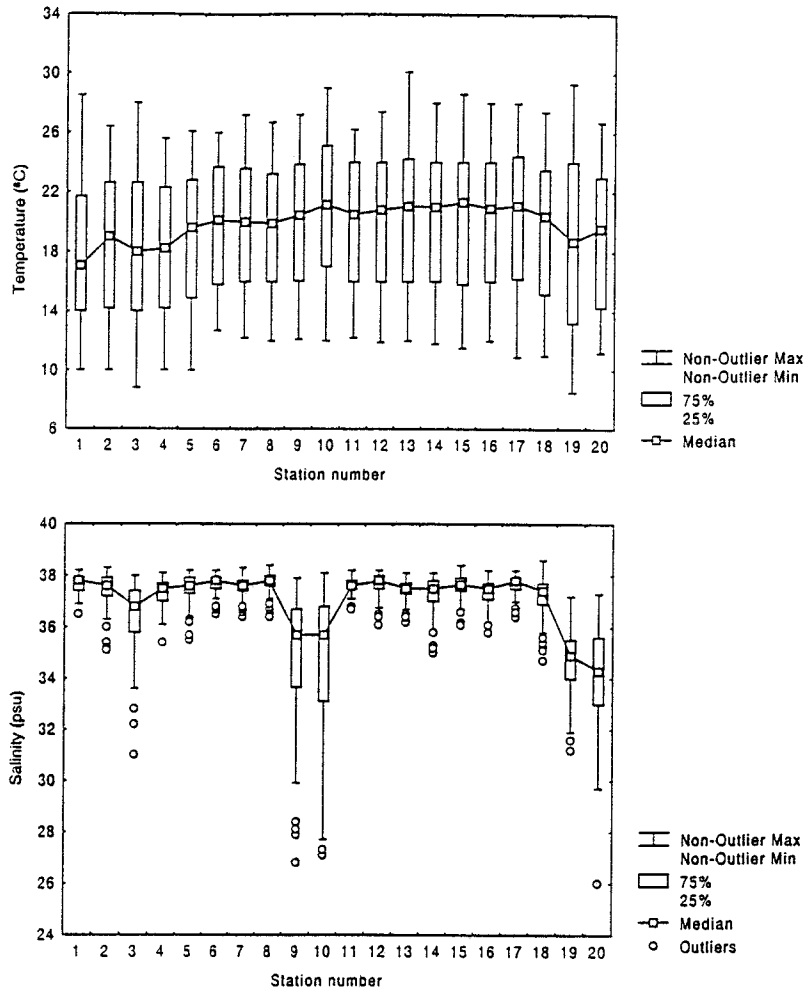 34
30
26
22
18
14
10
6
Temperature (°C)
1 2 3 4 5 6 7 8 9 10 11 12 13 14 15 16 17 18 19 20
Station number
Non-Outlier Max
Non-Outlier Min
75%
25%
Median
40
38
36
34
32
30
28
26
24
Salinity (psu)
1 2 3 4 5 6 7 8 9 10 11 12 13 14 15 16 17 18 19 20
Station number
Non-Outlier Max
Non-Outlier Min
75%
25%
Median
Outliers